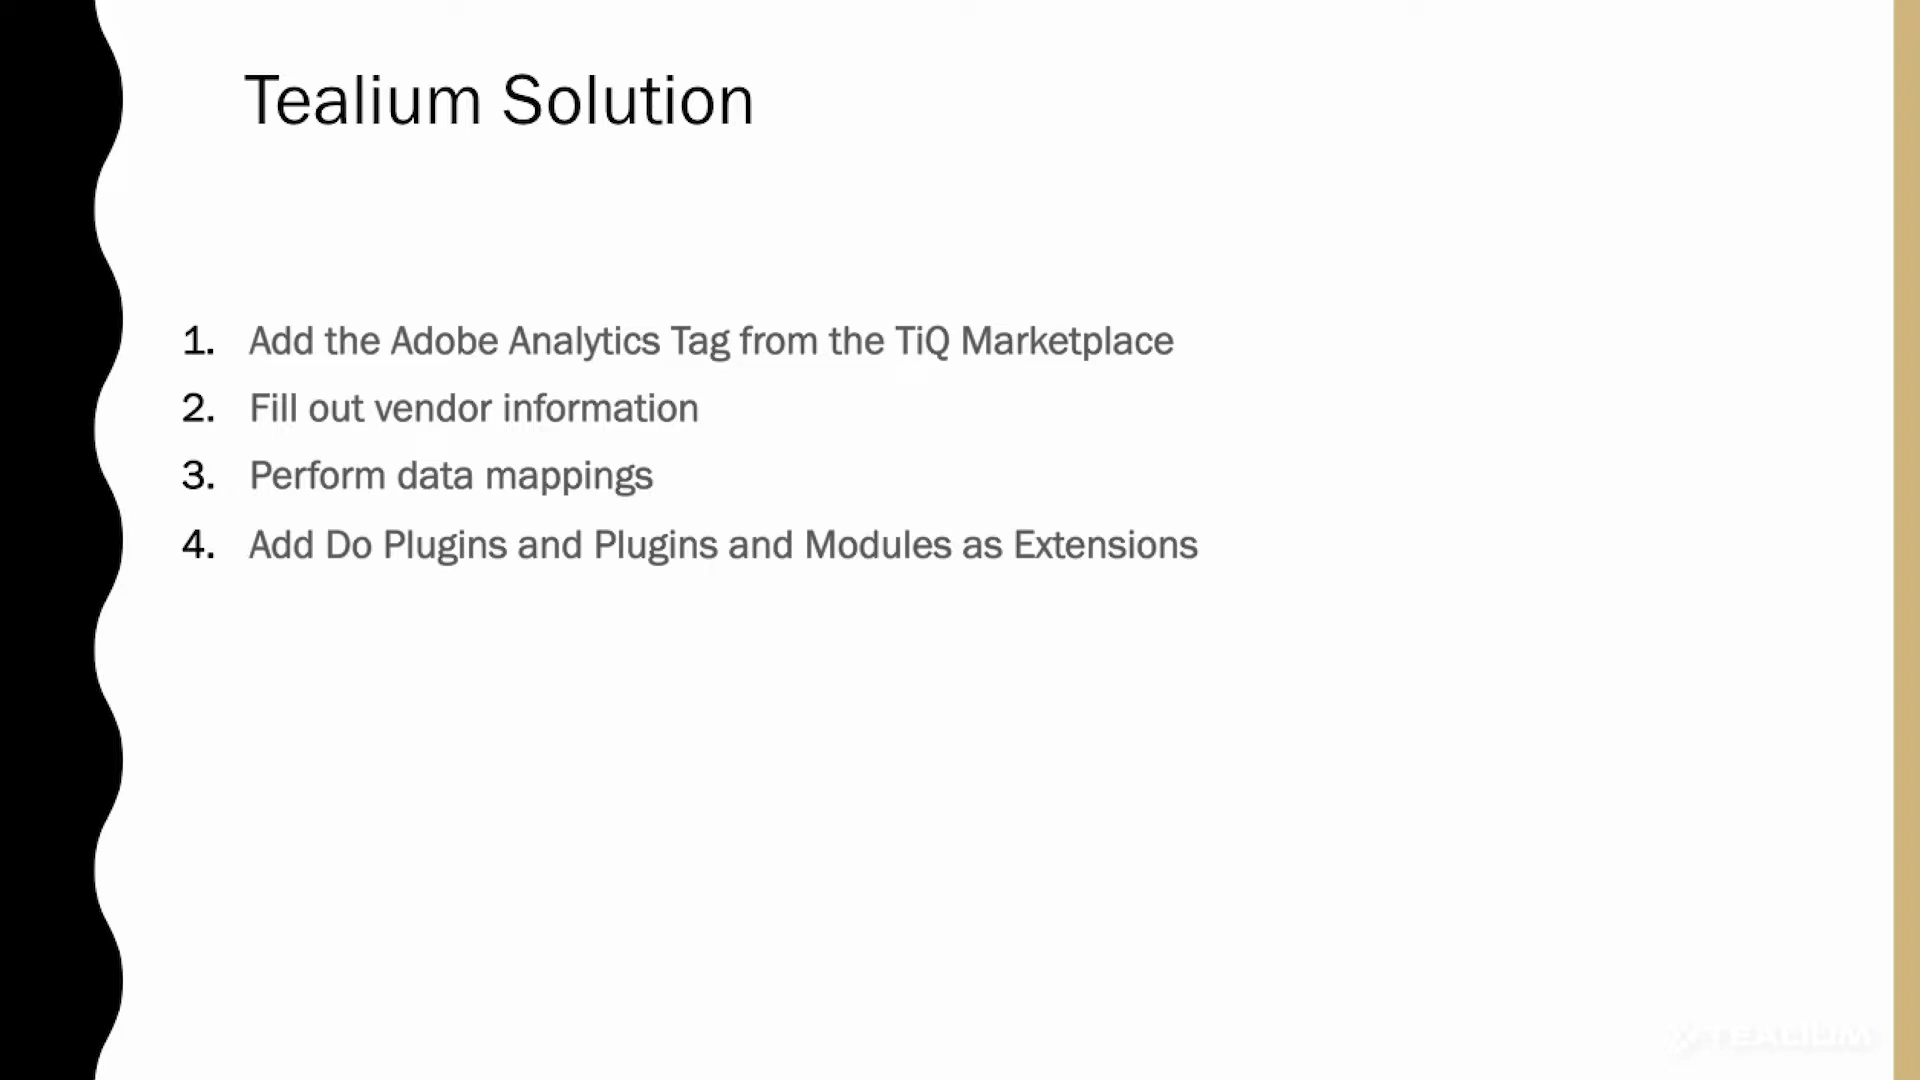 Tealium Solution
1. Add the Adobe Analytics Tag from the TiQ Marketplace
2. Fill out vendor information
3. Perform data mappings
4. Add Do Plugins and Plugins and Modules as Extensions
TEALIUM